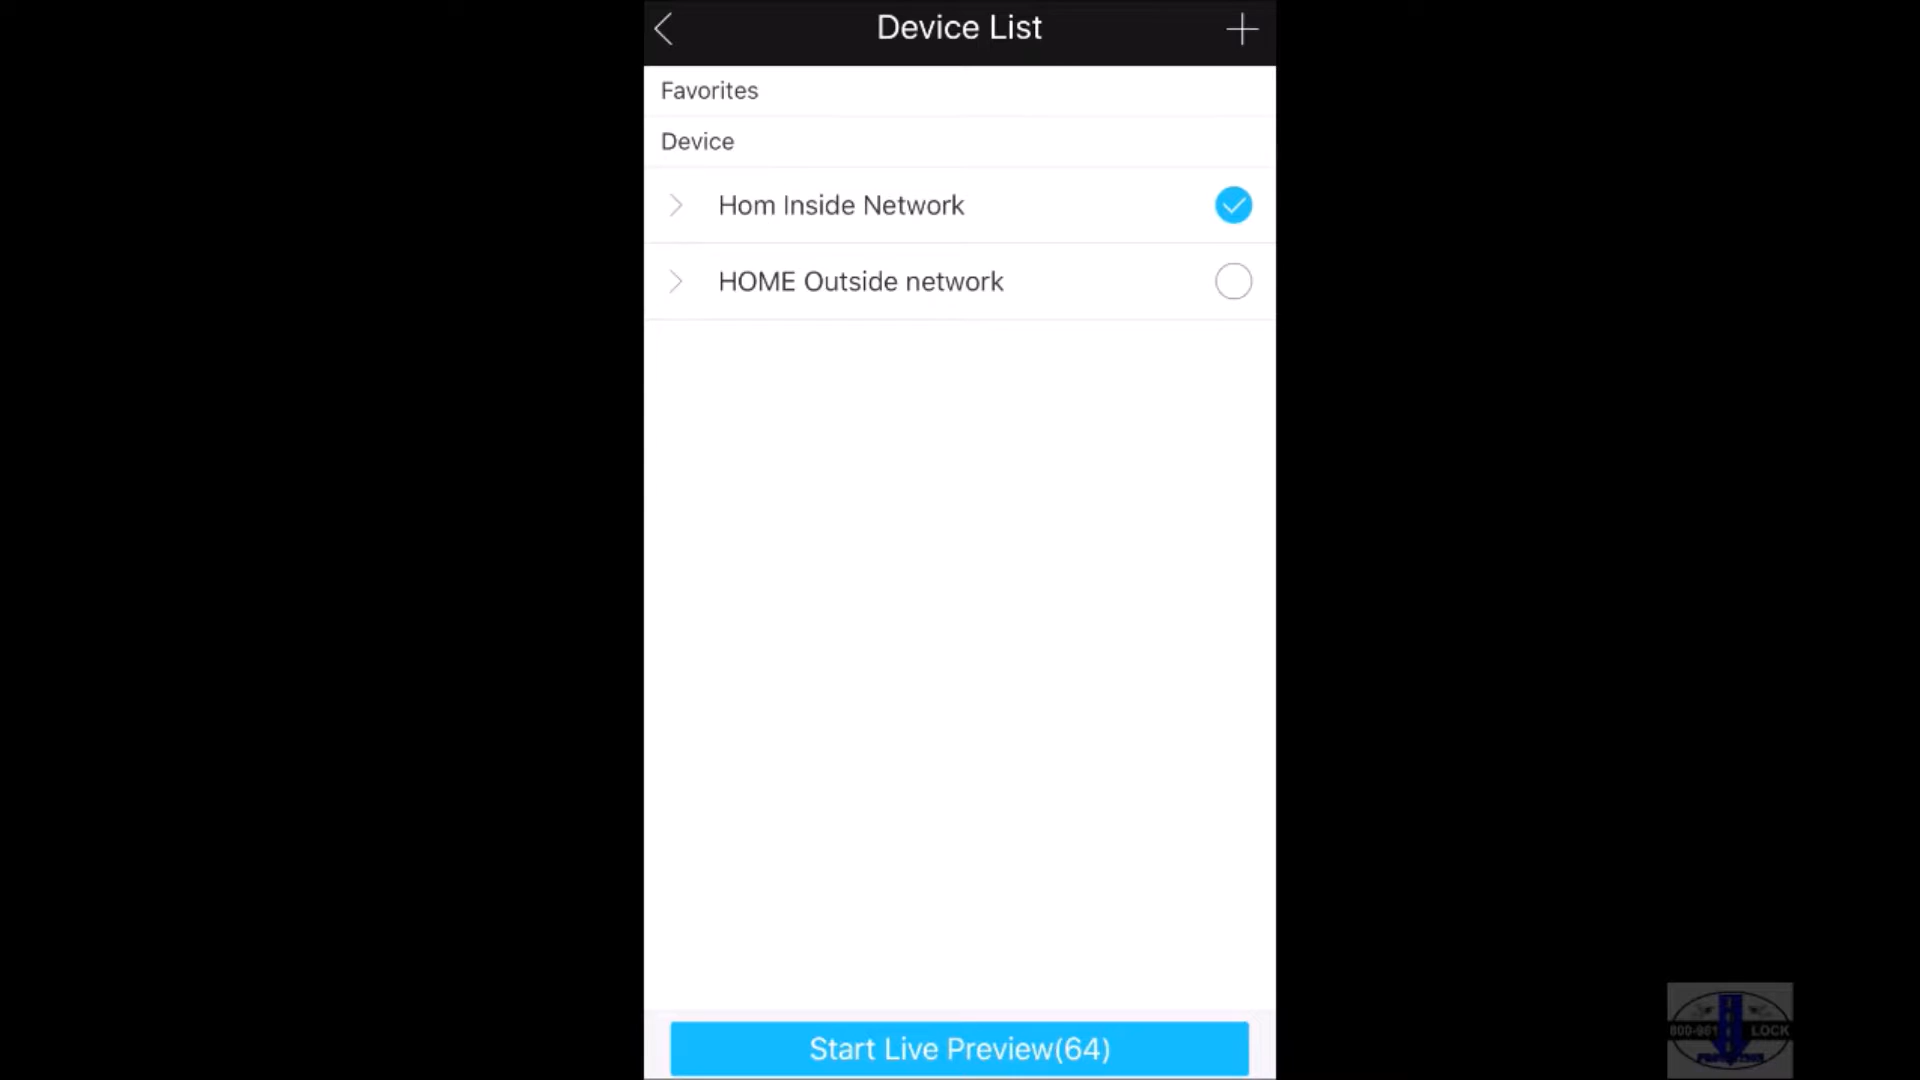 Device List
Favorites
Device
Hom Inside Network
HOME Outside network
Start Live Preview(64)
LOCK